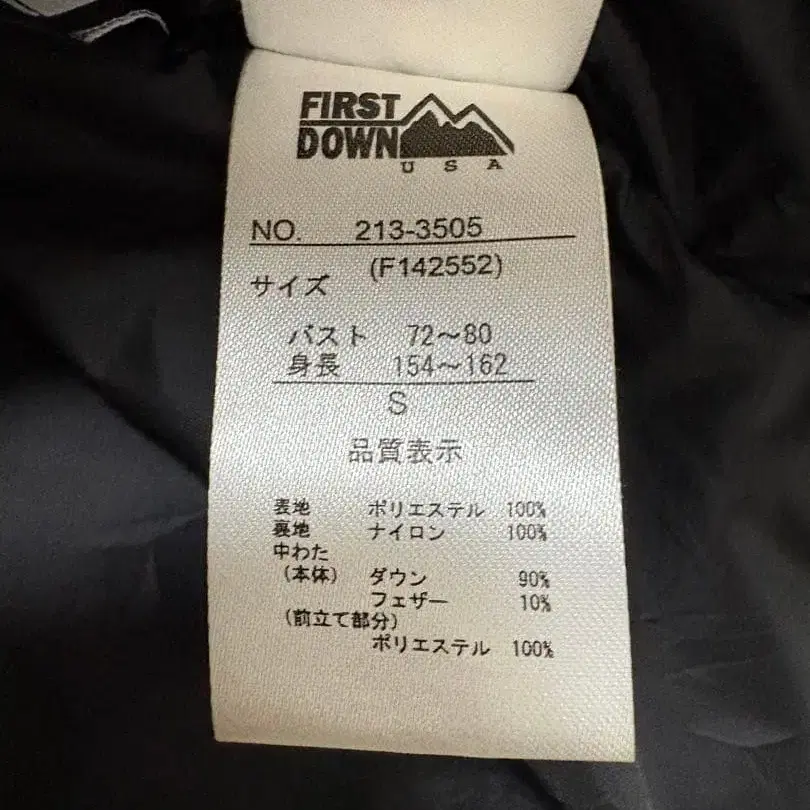 FIRST
DOWN
USA
NO. 213-3505
(F142552)
サイズ
バスト 72～80
身長 154～162
S
品質表示
表地 ポリエステル 100%
裏地 ナイロン 100%
中わた
(本体) ダウン 90%
フェザー 10%
(前立て部分)
ポリエステル 100%